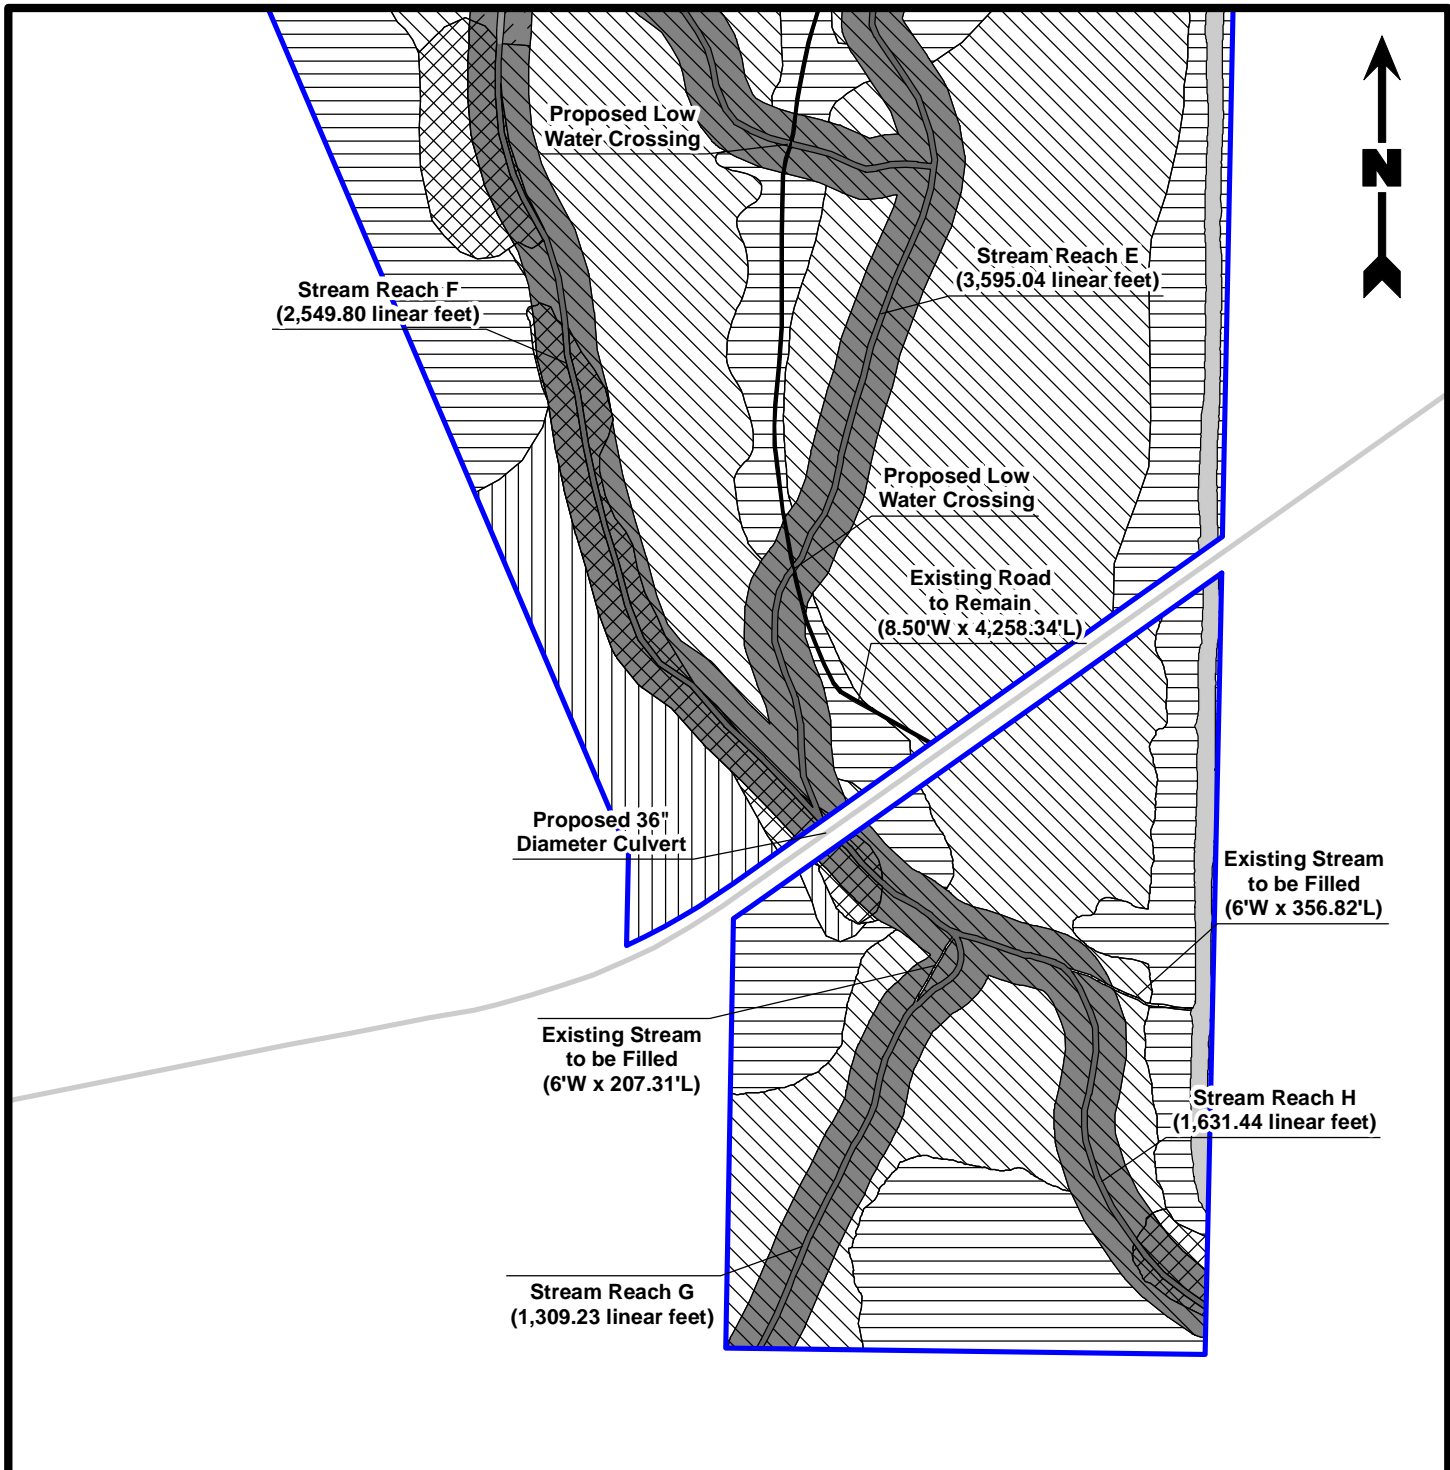 Proposed Low
Water Crossing
N
Stream Reach E
(3,595.04 linear feet)
Stream Reach F
(2,549.80 linear feet)
Proposed Low
Water Crossing
Existing Road
to Remain
(8.50'W x 4,258.34'L)
Proposed 36"
Diameter Culvert
Existing Stream
to be Filled
(6'W x 356.82'L)
Existing Stream
to be Filled
(6'W x 207.31'L)
Stream Reach H
(1,631.44 linear feet)
Stream Reach G
(1,309.23 linear feet)